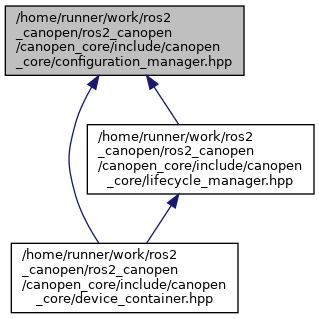 /home/runner/work/ros2
_canopen/ros2_canopen
/canopen_core/include/canopen
_core/configuration_manager.hpp
/home/runner/work/ros2
_canopen/ros2_canopen
/canopen_core/include/canopen
_core/lifecycle_manager.hpp
/home/runner/work/ros2
_canopen/ros2_canopen
/canopen_core/include/canopen
_core/device_container.hpp